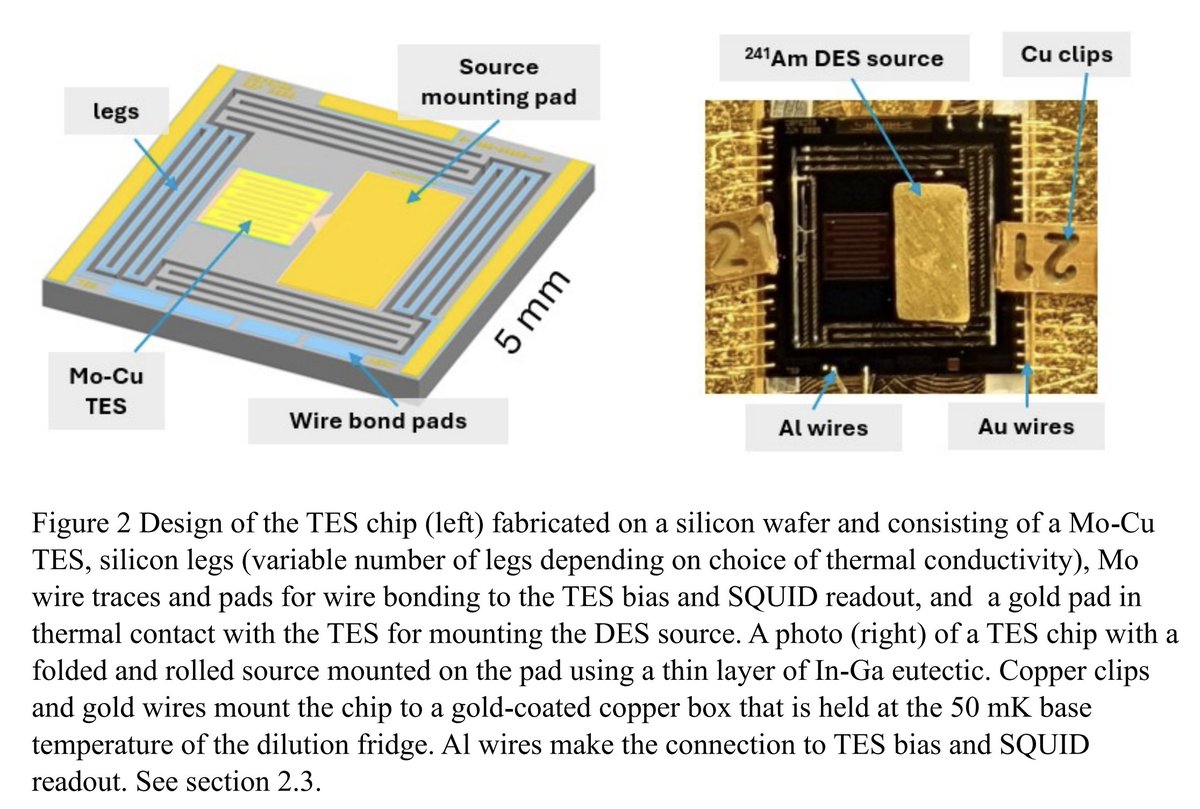 Source
mounting pad
legs
Mo-Cu
TES
Wire bond pads
5 mm
241Am DES source
Cu clips
21
21
Al wires
Au wires
Figure 2 Design of the TES chip (left) fabricated on a silicon wafer and consisting of a Mo-Cu
TES, silicon legs (variable number of legs depending on choice of thermal conductivity), Mo
wire traces and pads for wire bonding to the TES bias and SQUID readout, and  a gold pad in
thermal contact with the TES for mounting the DES source. A photo (right) of a TES chip with a
folded and rolled source mounted on the pad using a thin layer of In-Ga eutectic. Copper clips
and gold wires mount the chip to a gold-coated copper box that is held at the 50 mK base
temperature of the dilution fridge. Al wires make the connection to TES bias and SQUID
readout. See section 2.3.